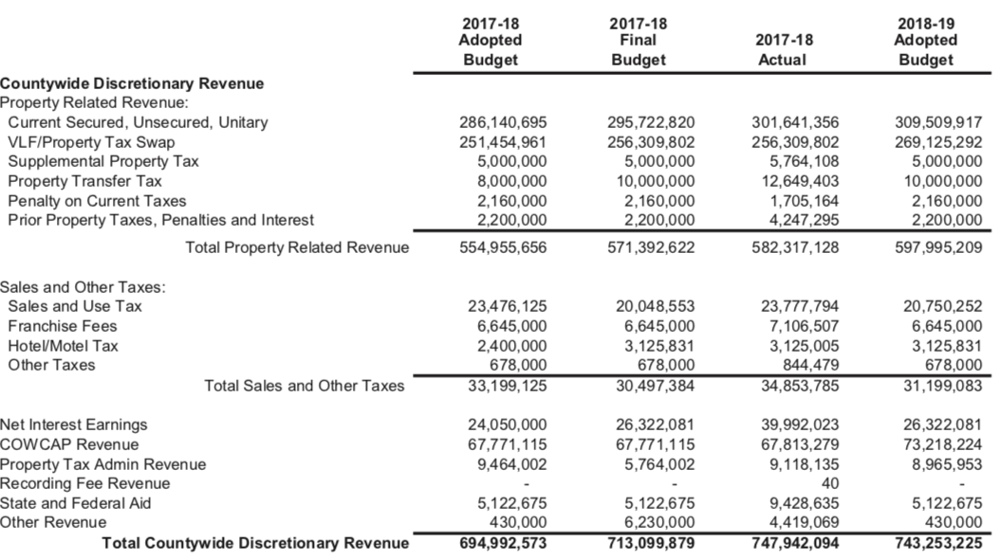 2017-18 2017-18 2018-19
Adopted Final 2017-18 Adopted
Budget Budget Actual Budget
Countywide Discretionary Revenue
Property Related Revenue:
Current Secured, Unsecured, Unitary 286,140,695 295,722,820 301,641,356 309,509,917
VLF/Property Tax Swap 251,454,961 256,309,802 256,309,802 269,125,292
Supplemental Property Tax 5,000,000 5,000,000 5,764,108 5,000,000
Property Transfer Tax 8,000,000 10,000,000 12,649,403 10,000,000
Penalty on Current Taxes 2,160,000 2,160,000 1,705,164 2,160,000
Prior Property Taxes, Penalties and Interest 2,200,000 2,200,000 4,247,295 2,200,000
Total Property Related Revenue 554,955,656 571,392,622 582,317,128 597,995,209
Sales and Other Taxes:
Sales and Use Tax 23,476,125 20,048,553 23,777,794 20,750,252
Franchise Fees 6,645,000 6,645,000 7,106,507 6,645,000
Hotel/Motel Tax 2,400,000 3,125,831 3,125,005 3,125,831
Other Taxes 678,000 678,000 844,479 678,000
Total Sales and Other Taxes 33,199,125 30,497,384 34,853,785 31,199,083
Net Interest Earnings 24,050,000 26,322,081 39,992,023 26,322,081
COWCAP Revenue 67,771,115 67,771,115 67,813,279 73,218,224
Property Tax Admin Revenue 9,464,002 5,764,002 9,118,135 8,965,953
Recording Fee Revenue - - 40 -
State and Federal Aid 5,122,675 5,122,675 9,428,635 5,122,675
Other Revenue 430,000 6,230,000 4,419,069 430,000
Total Countywide Discretionary Revenue 694,992,573 713,099,879 747,942,094 743,253,225